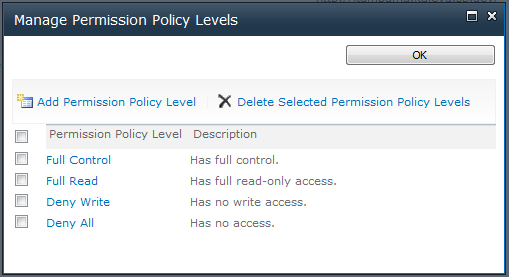 Manage Permission Policy Levels
OK
Add Permission Policy Level Delete Selected Permission Policy Levels
Permission Policy Level Description
Full Control Has full control.
Full Read Has full read-only access.
Deny Write Has no write access.
Deny All Has no access.